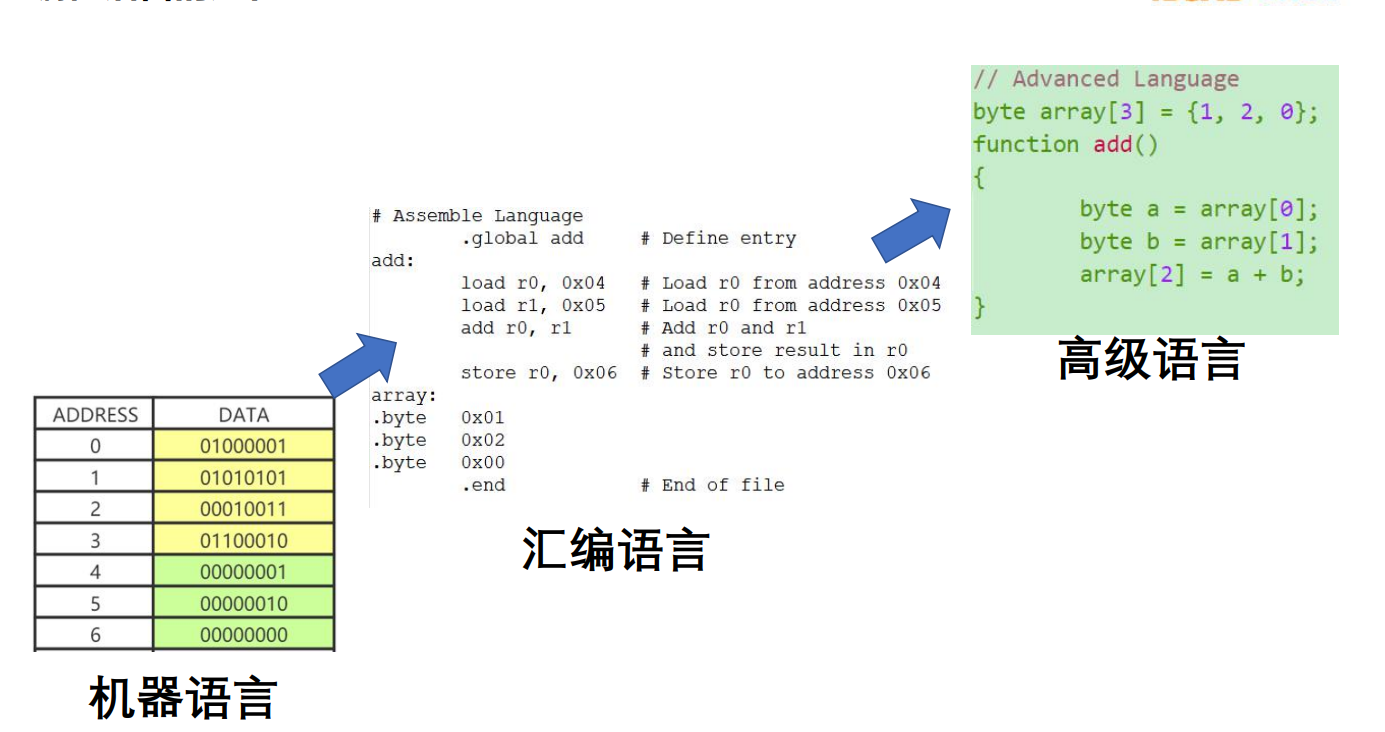 // Advanced Language
byte array[3] = {1, 2, 0};
function add()
{
byte a = array[0];
byte b = array[1];
array[2] = a + b;
}
高级语言
# Assemble Language
.global add # Define entry
add:
load r0, 0x04 # Load r0 from address 0x04
load r1, 0x05 # Load r0 from address 0x05
add r0, r1 # Add r0 and r1
# and store result in r0
store r0, 0x06 # Store r0 to address 0x06
array:
.byte 0x01
.byte 0x02
.byte 0x00
.end # End of file
汇编语言
ADDRESS DATA
0 01000001
1 01010101
2 00010011
3 01100010
4 00000001
5 00000010
6 00000000
机器语言